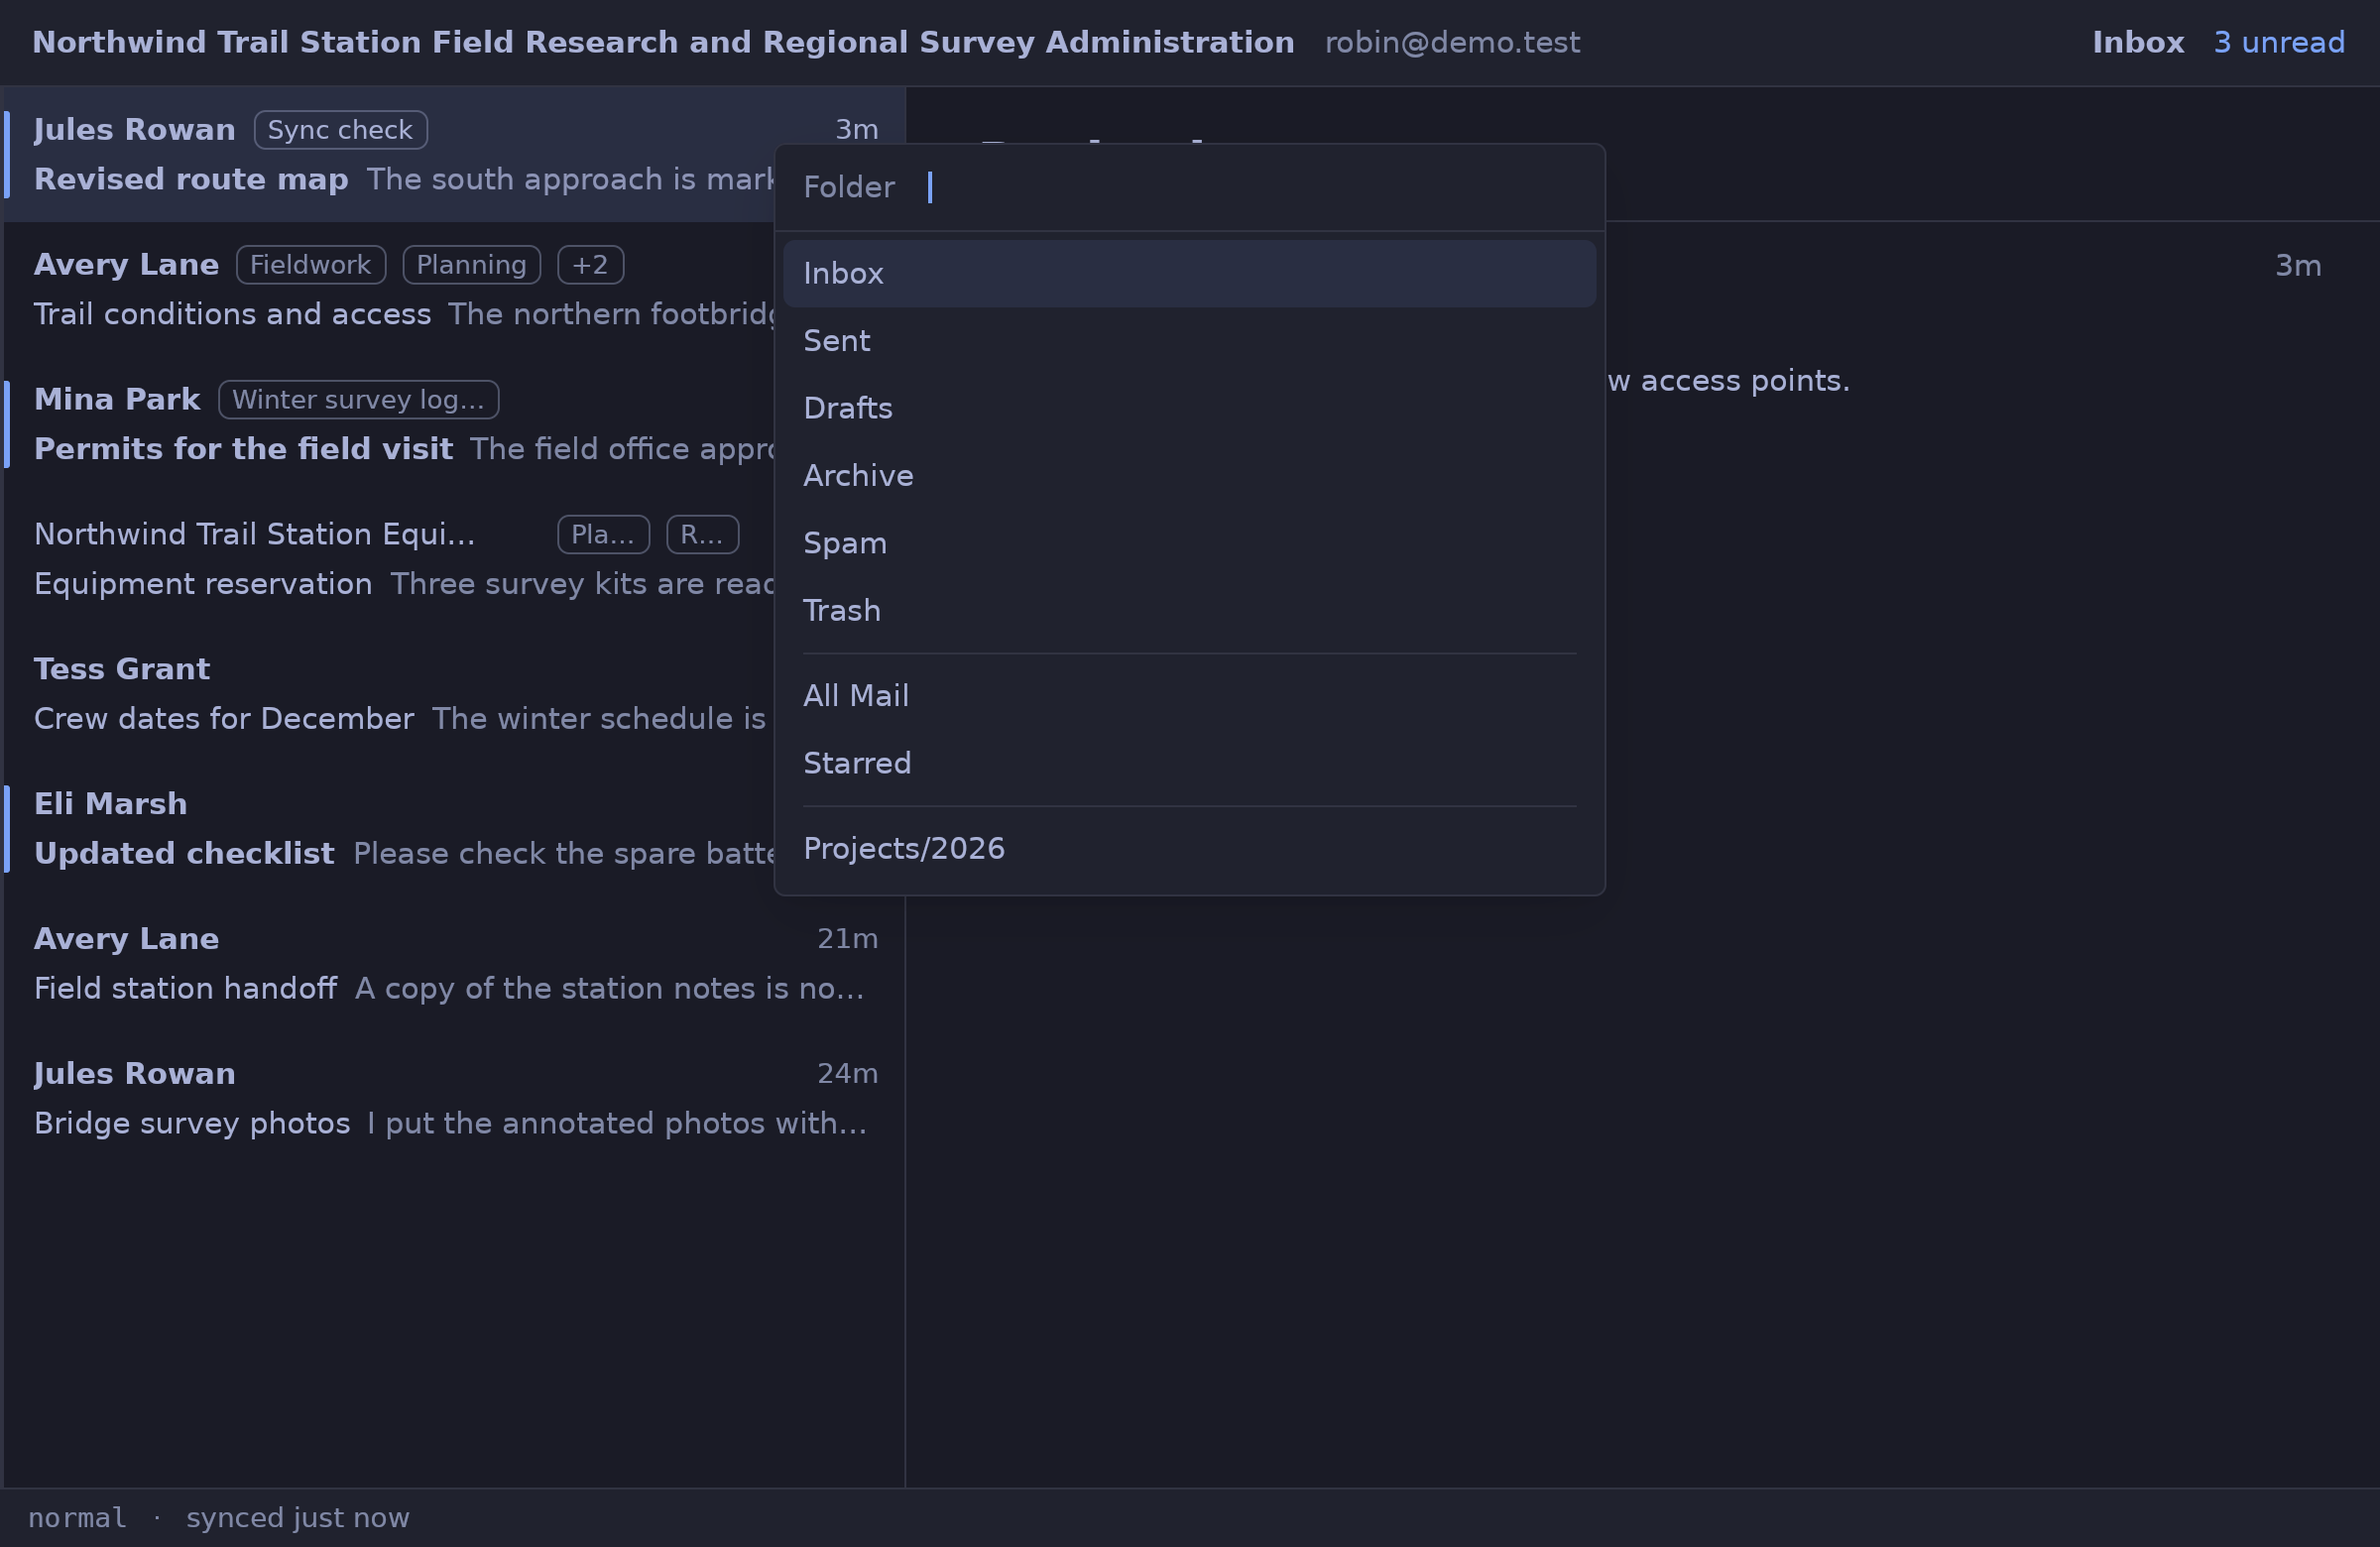 Northwind Trail Station Field Research and Regional Survey Administration robin@demo.test Inbox 3 unread
Jules Rowan Sync check 3m
Revised route map The south approach is mark
Avery Lane Fieldwork Planning +2
Trail conditions and access The northern footbridg
Mina Park Winter survey log…
Permits for the field visit The field office appro
Northwind Trail Station Equi… Pla… R…
Equipment reservation Three survey kits are read
Tess Grant
Crew dates for December The winter schedule is
Eli Marsh
Updated checklist Please check the spare batte
Avery Lane 21m
Field station handoff A copy of the station notes is no…
Jules Rowan 24m
Bridge survey photos I put the annotated photos with…
Folder
Inbox
Sent
Drafts
Archive
Spam
Trash
All Mail
Starred
Projects/2026
3m
w access points.
normal · synced just now